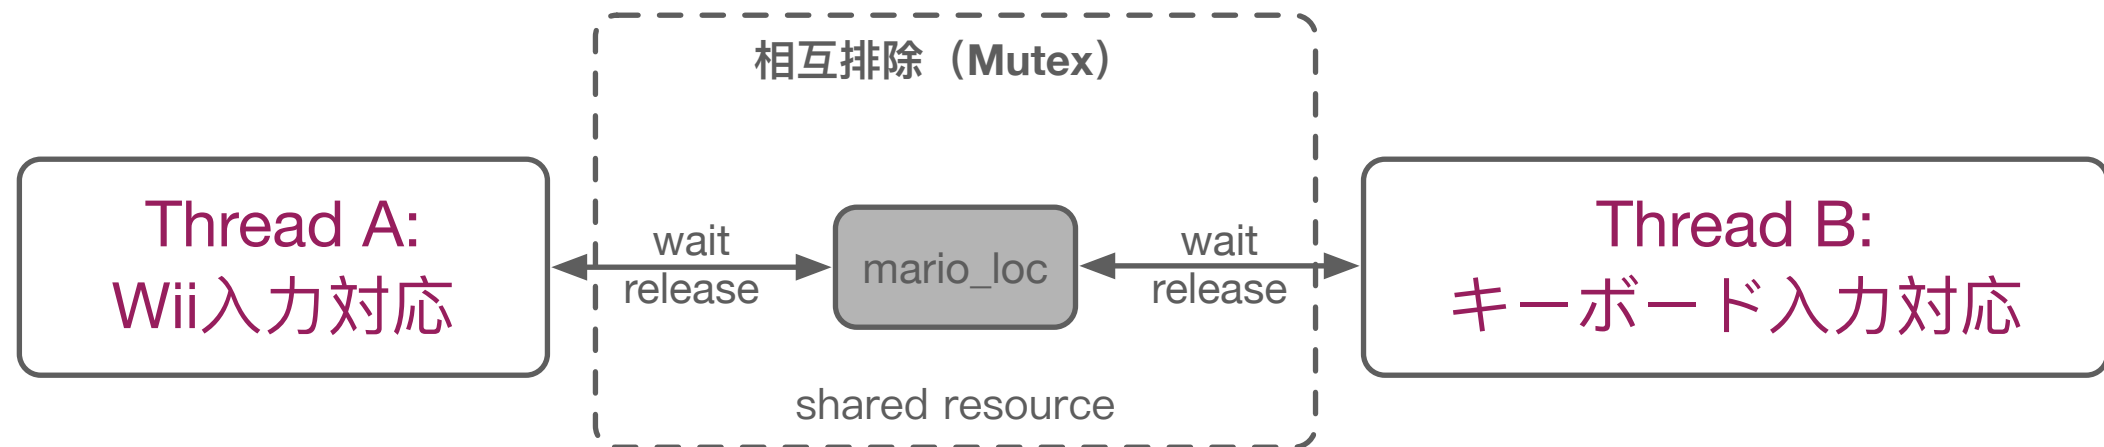 相互排除（Mutex）
Thread A:
Wii入力対応
wait
release
mario_loc
wait
release
Thread B:
キーボード入力対応
shared resource